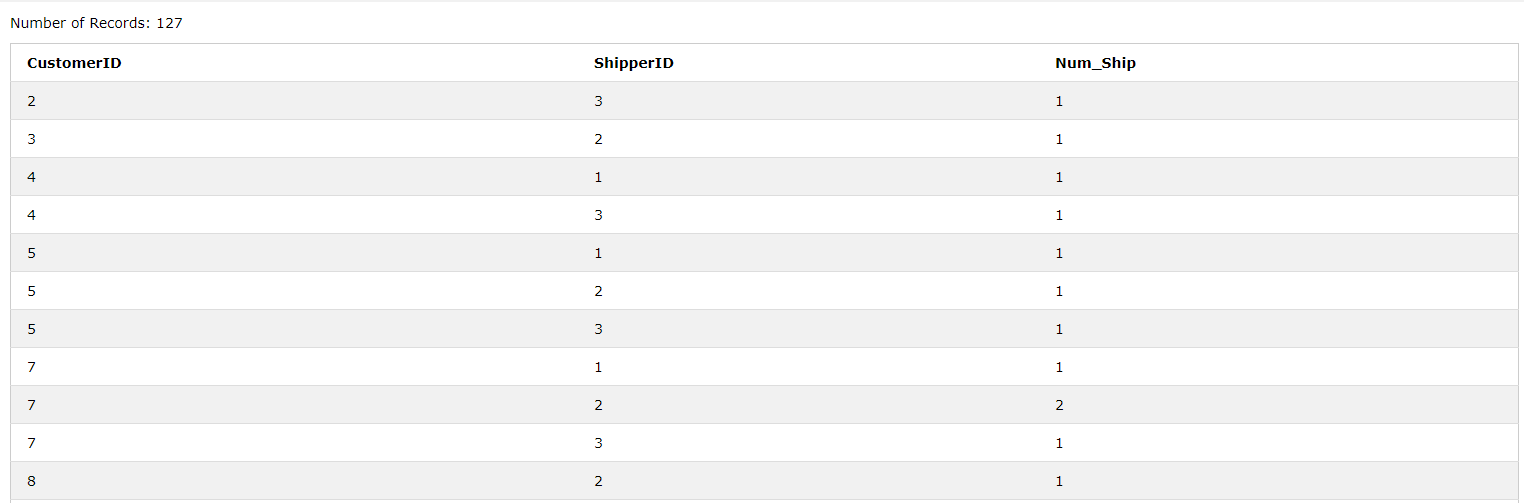 Number of Records: 127
CustomerID ShipperID Num_Ship
2 3 1
3 2 1
4 1 1
4 3 1
5 1 1
5 2 1
5 3 1
7 1 1
7 2 2
7 3 1
8 2 1